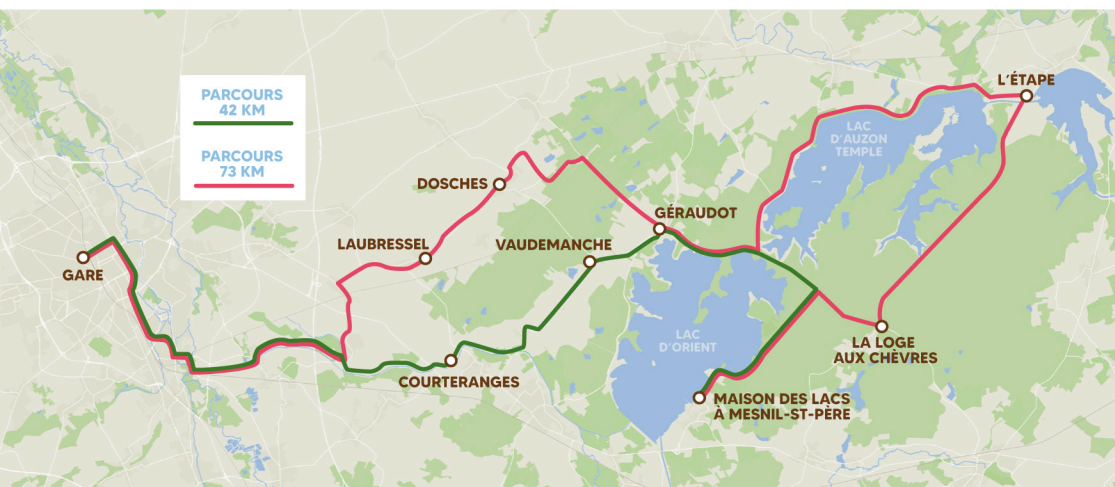 PARCOURS
42 KM
PARCOURS
73 KM
L'ÉTAPE
LAC
D'AUZON
TEMPLE
DOSCHES
GÉRAUDOT
LAUBRESSEL
VAUDEMANCHE
GARE
LAC
D'ORIENT
LA LOGE
AUX CHÈVRES
COURTERANGES
MAISON DES LACS
À MESNIL-ST-PÈRE